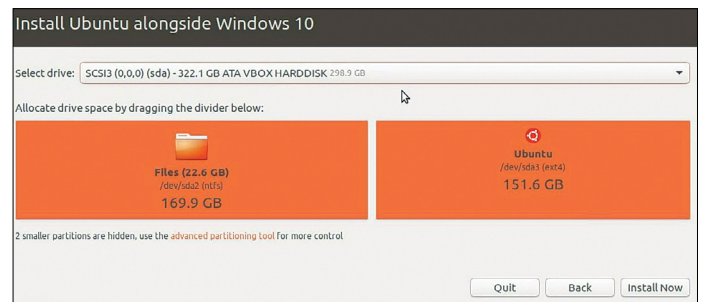 Install Ubuntu alongside Windows 10
Select drive: SCSI3 (0,0,0) (sda) - 322.1 GB ATA VBOX HARDDISK 298.9 GB
Allocate drive space by dragging the divider below:
Files (22.6 GB)
/dev/sda2 (ntfs)
169.9 GB
Ubuntu
/dev/sda3 (ext4)
151.6 GB
2 smaller partitions are hidden, use the advanced partitioning tool for more control
Quit Back Install Now